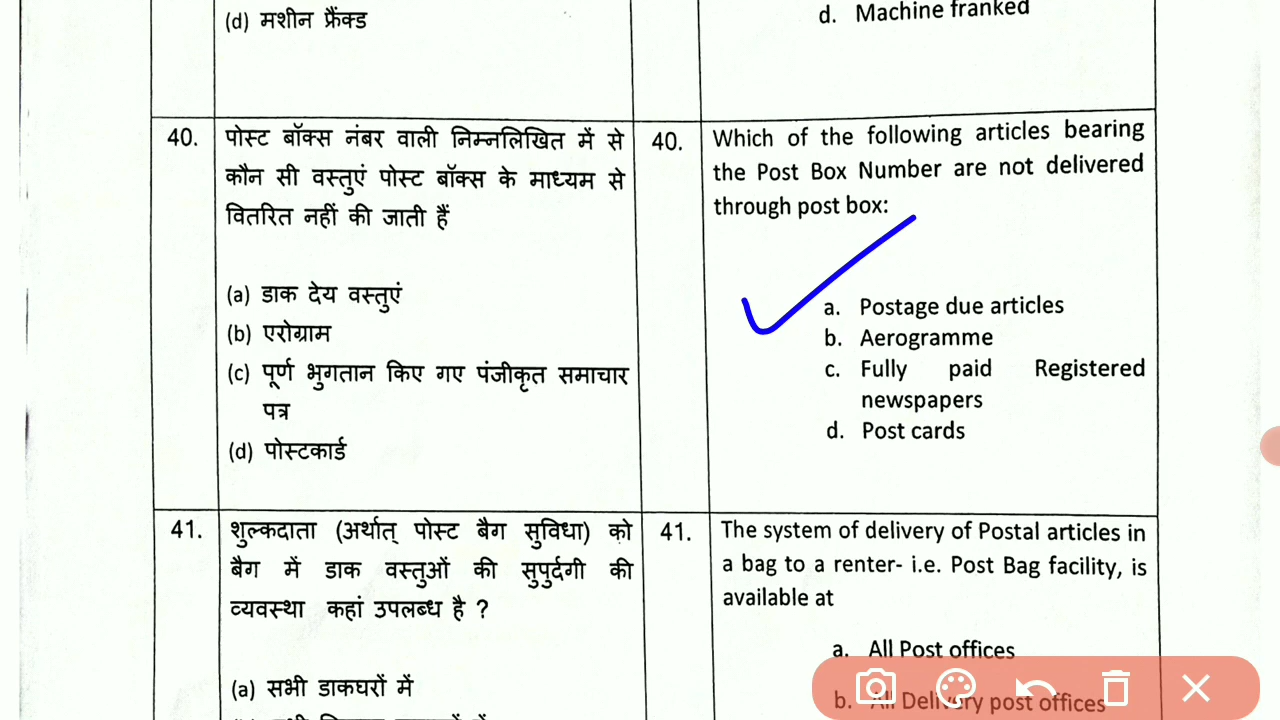 (d) मशीन फ्रैंक्ड
d. Machine franked
40.
पोस्ट बॉक्स नंबर वाली निम्नलिखित में से
कौन सी वस्तुएं पोस्ट बॉक्स के माध्यम से
वितरित नहीं की जाती हैं
(a) डाक देय वस्तुएं
(b) एरोग्राम
(c) पूर्ण भुगतान किए गए पंजीकृत समाचार
पत्र
(d) पोस्टकार्ड
40.
Which of the following articles bearing
the Post Box Number are not delivered
through post box:
a. Postage due articles
b. Aerogramme
c. Fully paid Registered
newspapers
d. Post cards
41.
शुल्कदाता (अर्थात् पोस्ट बैग सुविधा) को
बैग में डाक वस्तुओं की सुपुर्दगी की
व्यवस्था कहां उपलब्ध है ?
(a) सभी डाकघरों में
41.
The system of delivery of Postal articles in
a bag to a renter- i.e. Post Bag facility, is
available at
a. All Post offices
b. All Delivery post offices